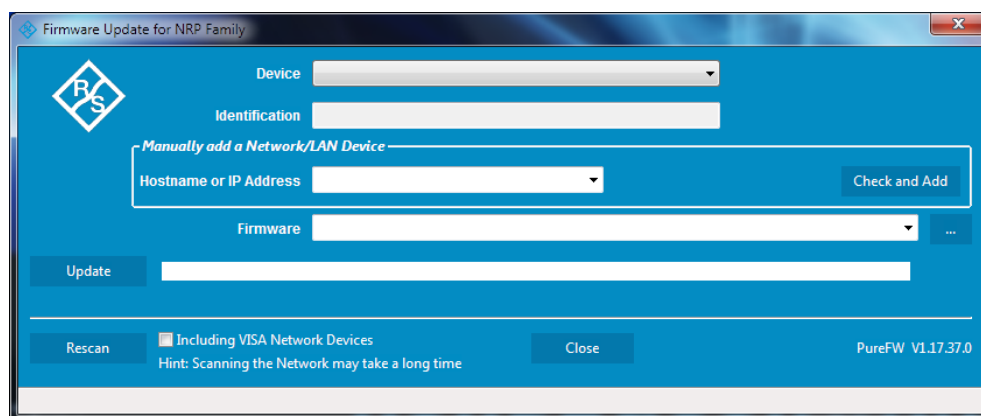 Firmware Update for NRP Family
R
S
Device
Identification
Manually add a Network/LAN Device
Hostname or IP Address
Check and Add
Firmware
...
Update
Rescan
Including VISA Network Devices
Hint: Scanning the Network may take a long time
Close
PureFW V1.17.37.0